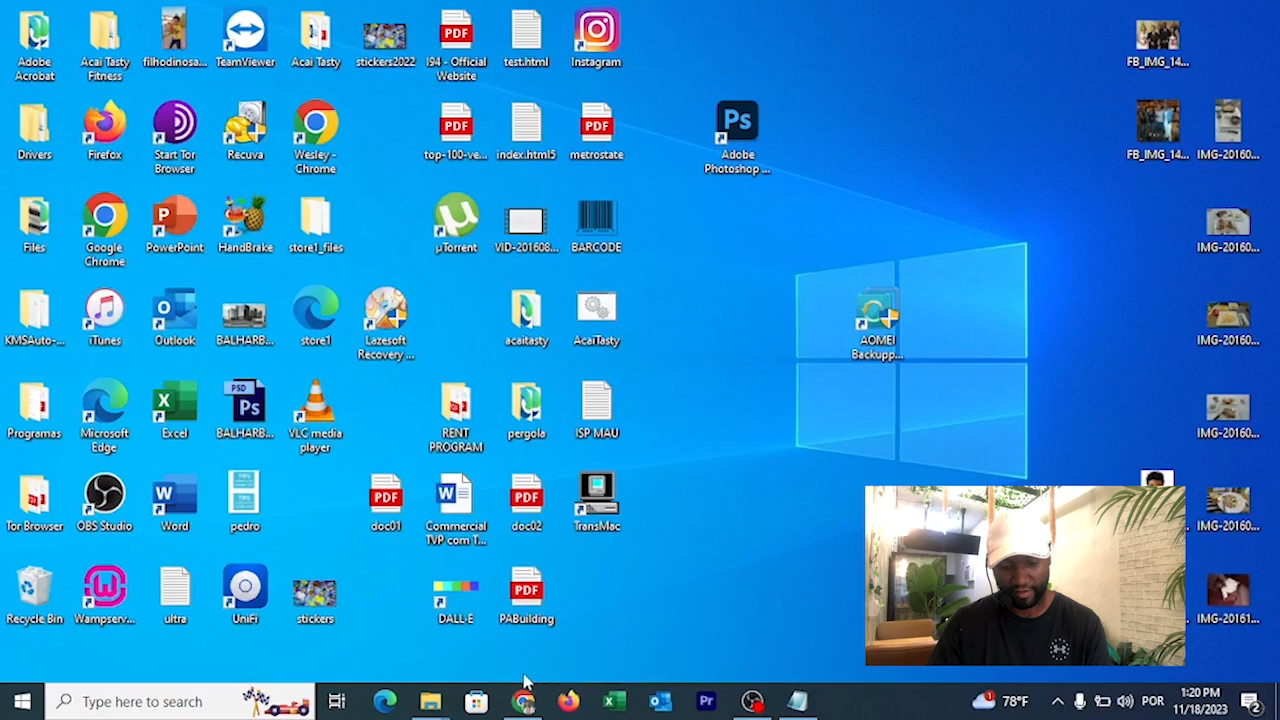 Adobe
Acrobat
Acai Tasty
Fitness
filhodinosa...
TeamViewer
Acai Tasty
stickers2022
PDF
I94 - Official
Website
test.html
Instagram
FB_IMG_14...
Drivers
Firefox
Start Tor
Browser
Recuva
Wesley -
Chrome
PDF
top-100-ve...
index.html5
PDF
metrostate
Ps
Adobe
Photoshop ...
FB_IMG_14...
IMG-20160...
Files
Google
Chrome
PowerPoint
HandBrake
store1_files
µTorrent
VID-201608...
BARCODE
IMG-20160...
KMSAuto-...
iTunes
Outlook
BALHARB...
store1
Lazesoft
Recovery ...
acaitasty
AcaiTasty
AOMEI
Backupp...
IMG-20160...
Programas
Microsoft
Edge
Excel
PSD
Ps
BALHARB...
VLC media
player
RENT
PROGRAM
pergola
ISP MAU
IMG-20160...
Tor Browser
OBS Studio
Word
pedro
PDF
doc01
Commercial
TVP com T...
PDF
doc02
TransMac
IMG-20160...
Recycle Bin
Wampserv...
ultra
UniFi
stickers
DALL·E
PDF
PABuilding
IMG-20161...
Type here to search
Pr
1
78°F
POR
1:20 PM
11/18/2023
2